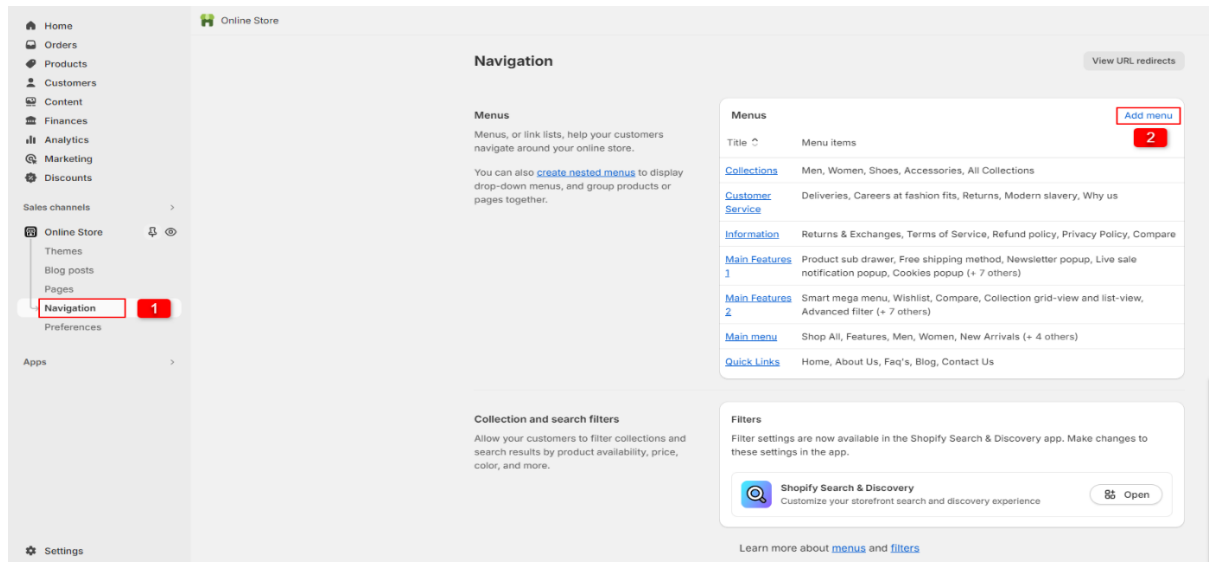 Home
Orders
Products
Customers
Content
Finances
Analytics
Marketing
Discounts
Sales channels
Online Store
Themes
Blog posts
Pages
Navigation
1
Preferences
Apps
Settings
Online Store
Navigation
View URL redirects
Menus
Menus, or link lists, help your customers
navigate around your online store.
You can also create nested menus to display
drop-down menus, and group products or
pages together.
Menus
Add menu
2
Title
Menu items
Collections
Men, Women, Shoes, Accessories, All Collections
Customer
Service
Deliveries, Careers at fashion fits, Returns, Modern slavery, Why us
Information
Returns & Exchanges, Terms of Service, Refund policy, Privacy Policy, Compare
Main Features
1
Product sub drawer, Free shipping method, Newsletter popup, Live sale
notification popup, Cookies popup (+ 7 others)
Main Features
2
Smart mega menu, Wishlist, Compare, Collection grid-view and list-view,
Advanced filter (+ 7 others)
Main menu
Shop All, Features, Men, Women, New Arrivals (+ 4 others)
Quick Links
Home, About Us, Faq's, Blog, Contact Us
Collection and search filters
Allow your customers to filter collections and
search results by product availability, price,
color, and more.
Filters
Filter settings are now available in the Shopify Search & Discovery app. Make changes to
these settings in the app.
Shopify Search & Discovery
Customize your storefront search and discovery experience
Open
Learn more about menus and filters